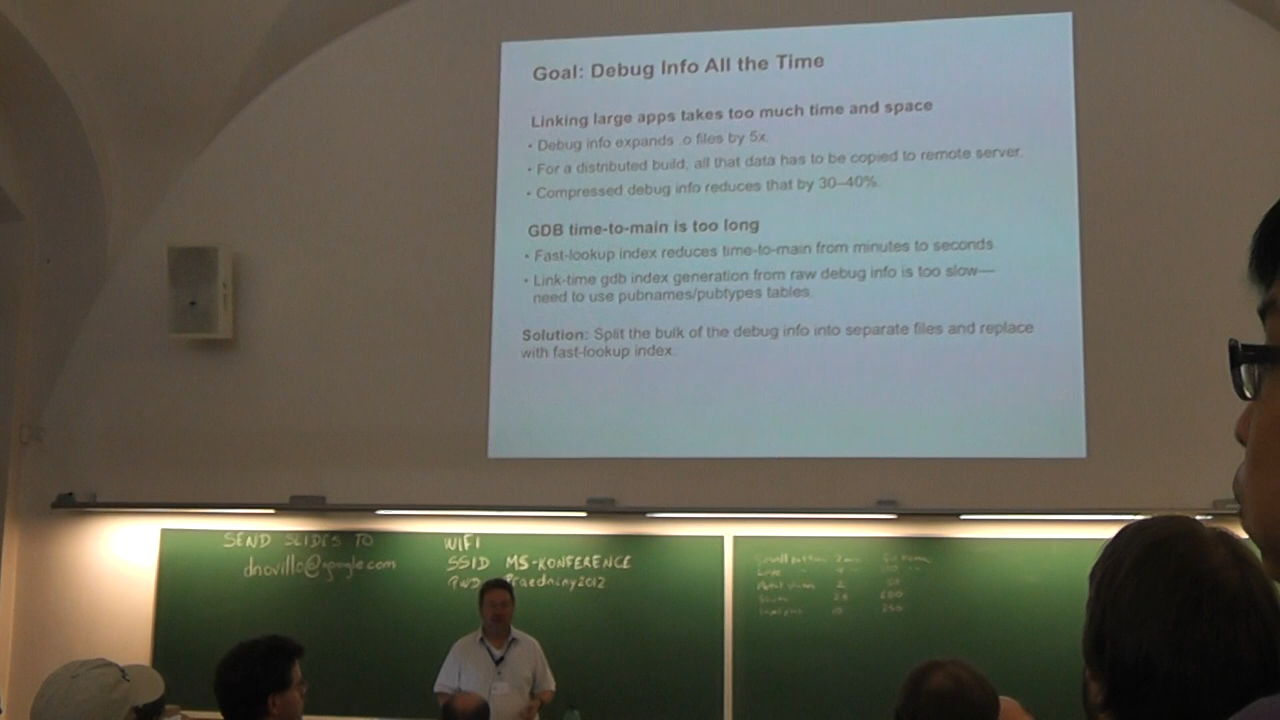 Goal: Debug Info All the Time
Linking large apps takes too much time and space
• Debug info expands .o files by 5x.
• For a distributed build, all that data has to be copied to remote server.
• Compressed debug info reduces that by 30–40%.
GDB time-to-main is too long
• Fast-lookup index reduces time-to-main from minutes to seconds.
• Link-time gdb index generation from raw debug info is too slow—
need to use pubnames/pubtypes tables.
Solution: Split the bulk of the debug info into separate files and replace
with fast-lookup index.
SEND SLIDES TO
dnovillo@google.com
WIFI
SSID MS-KONFERENCE
PWD